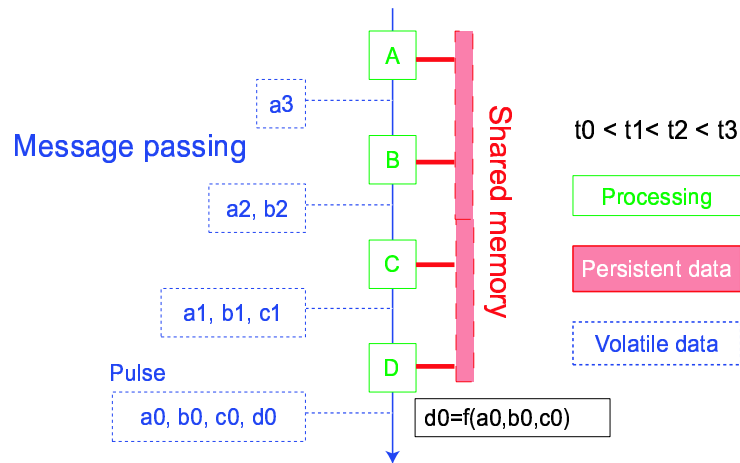 A
a3
Message passing
B
a2, b2
C
a1, b1, c1
D
Pulse
a0, b0, c0, d0
d0=f(a0,b0,c0)
Shared memory
t0 < t1< t2 < t3
Processing
Persistent data
Volatile data